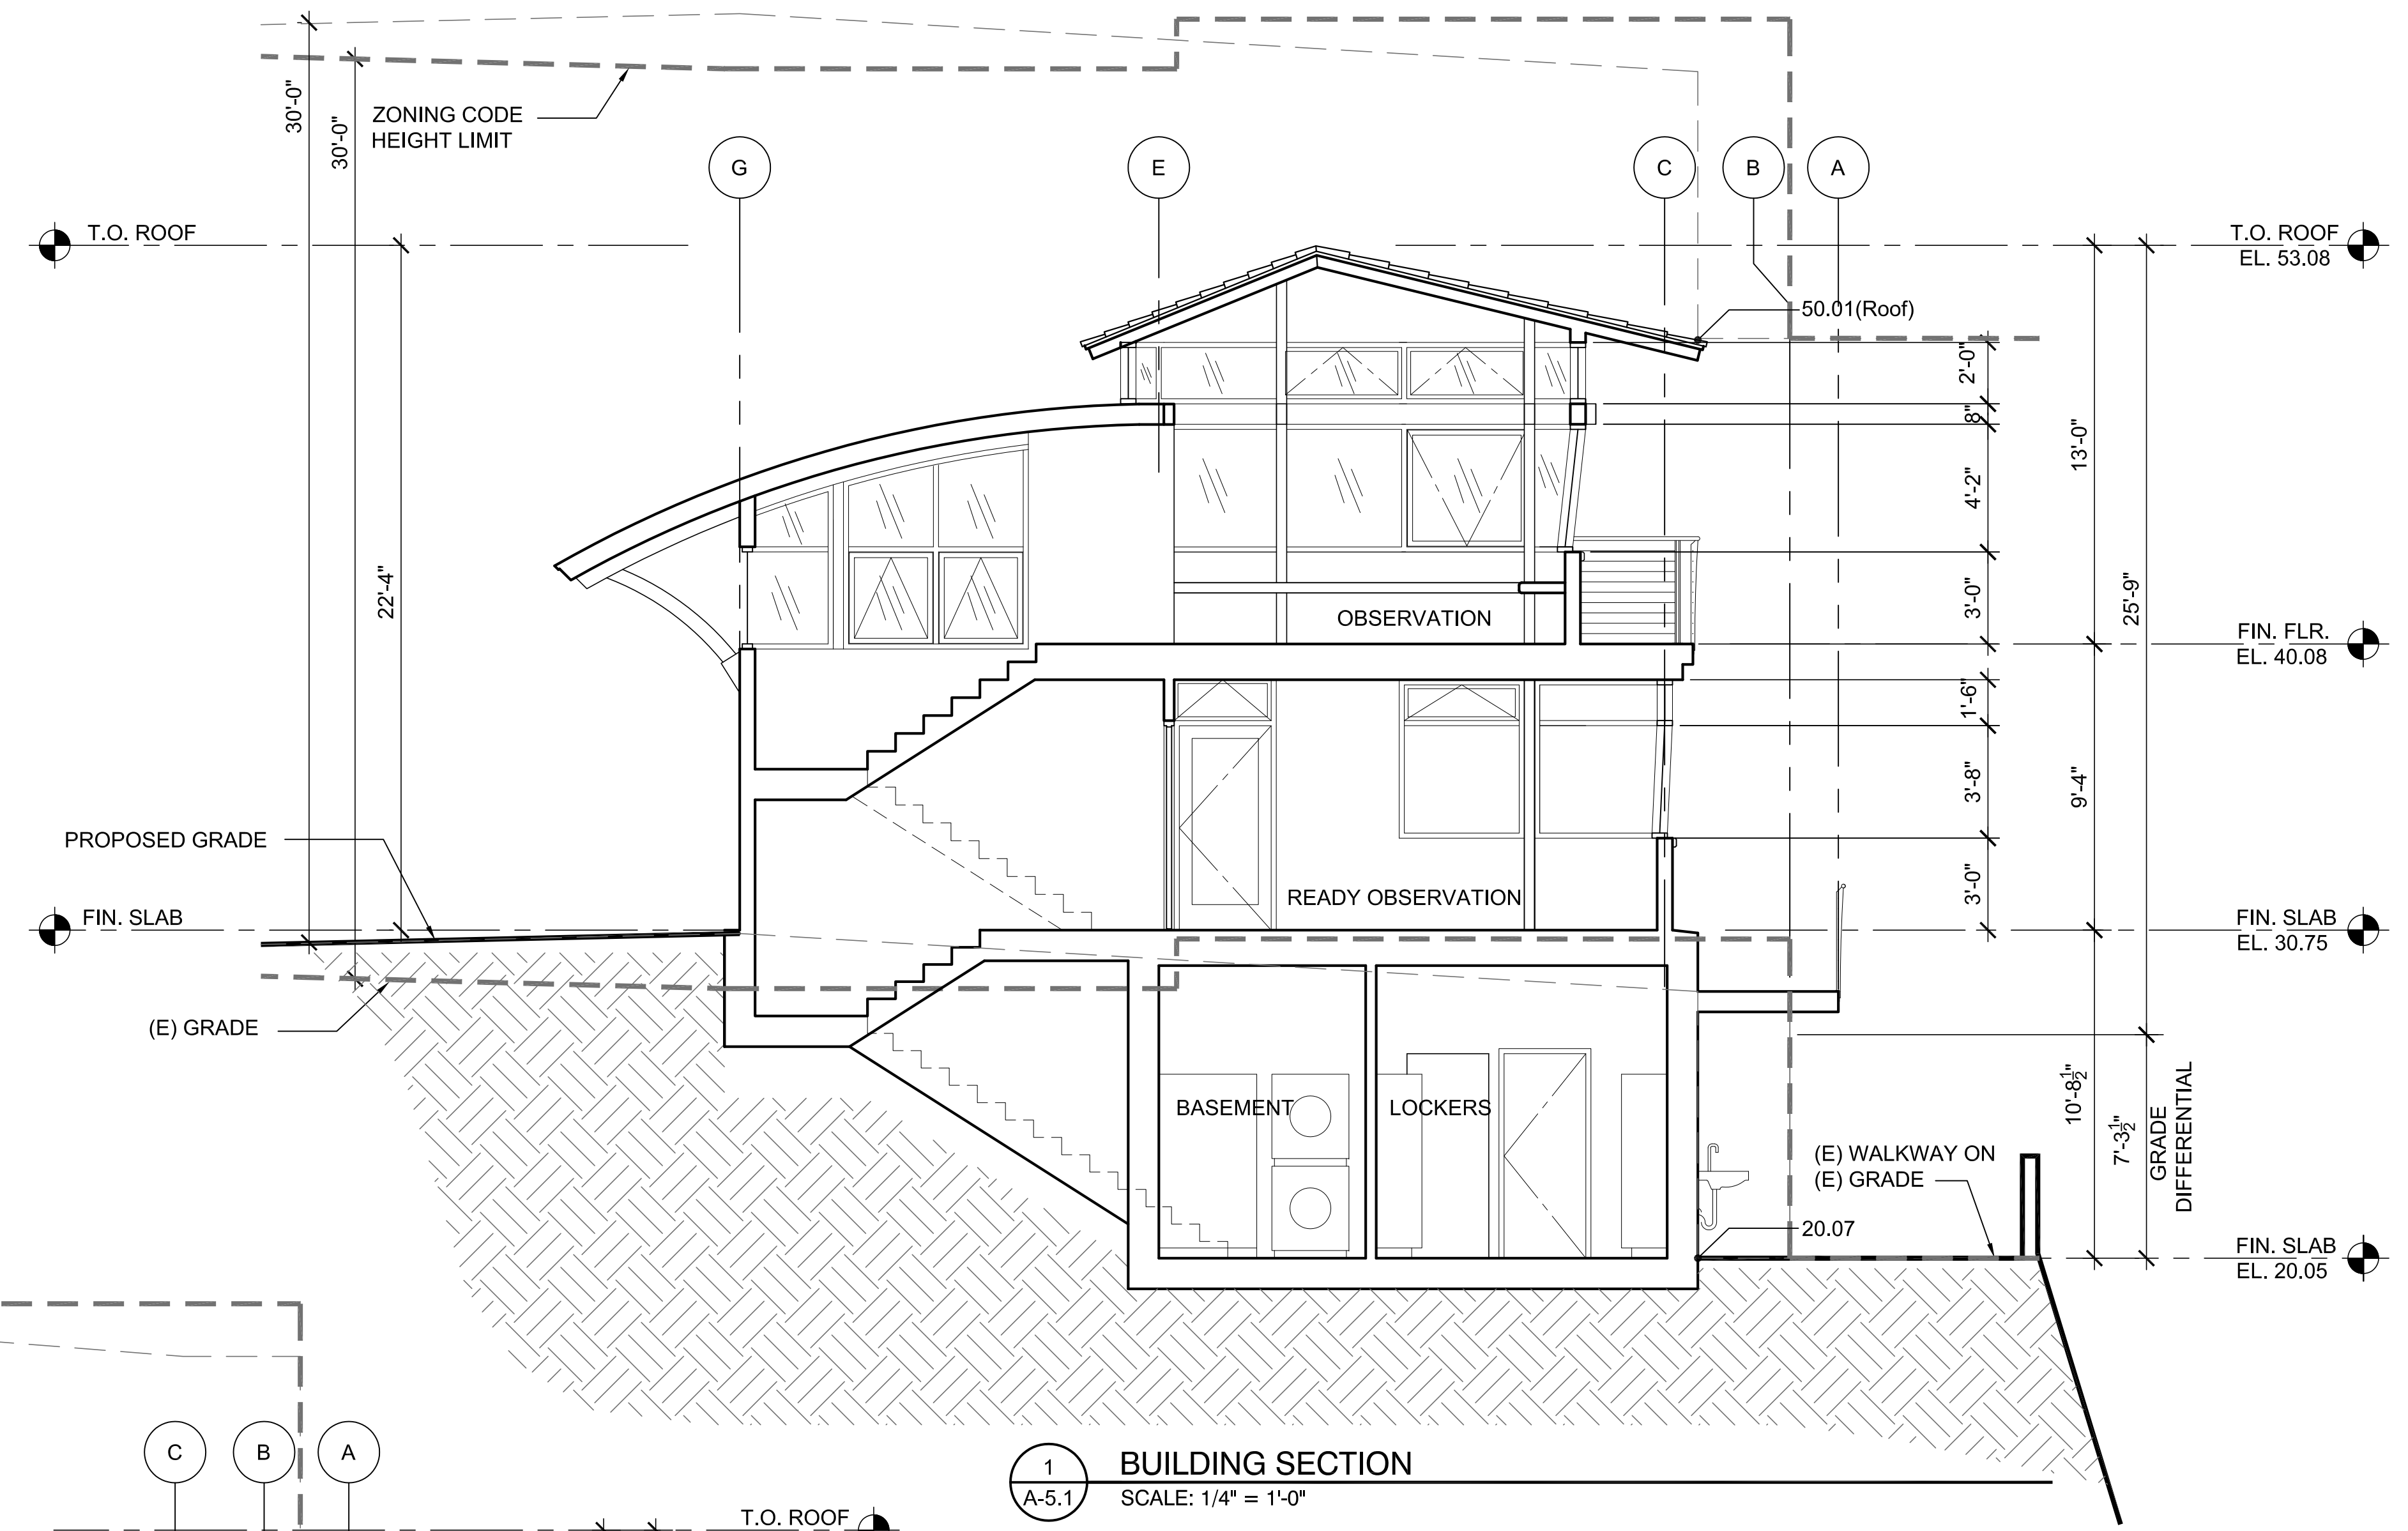 30'-0"
30'-0"
ZONING CODE
HEIGHT LIMIT
G
E
C
B
A
T.O. ROOF
T.O. ROOF
EL. 53.08
50.01(Roof)
2'-0"
8"
4'-2"
3'-0"
13'-0"
25'-9"
22'-4"
OBSERVATION
FIN. FLR.
EL. 40.08
1'-6"
3'-8"
3'-0"
9'-4"
PROPOSED GRADE
READY OBSERVATION
FIN. SLAB
FIN. SLAB
EL. 30.75
(E) GRADE
BASEMENT
LOCKERS
10'-8½"
7'-3½"
GRADE
DIFFERENTIAL
(E) WALKWAY ON
(E) GRADE
20.07
FIN. SLAB
EL. 20.05
C
B
A
1
A-5.1
BUILDING SECTION
SCALE: 1/4" = 1'-0"
T.O. ROOF